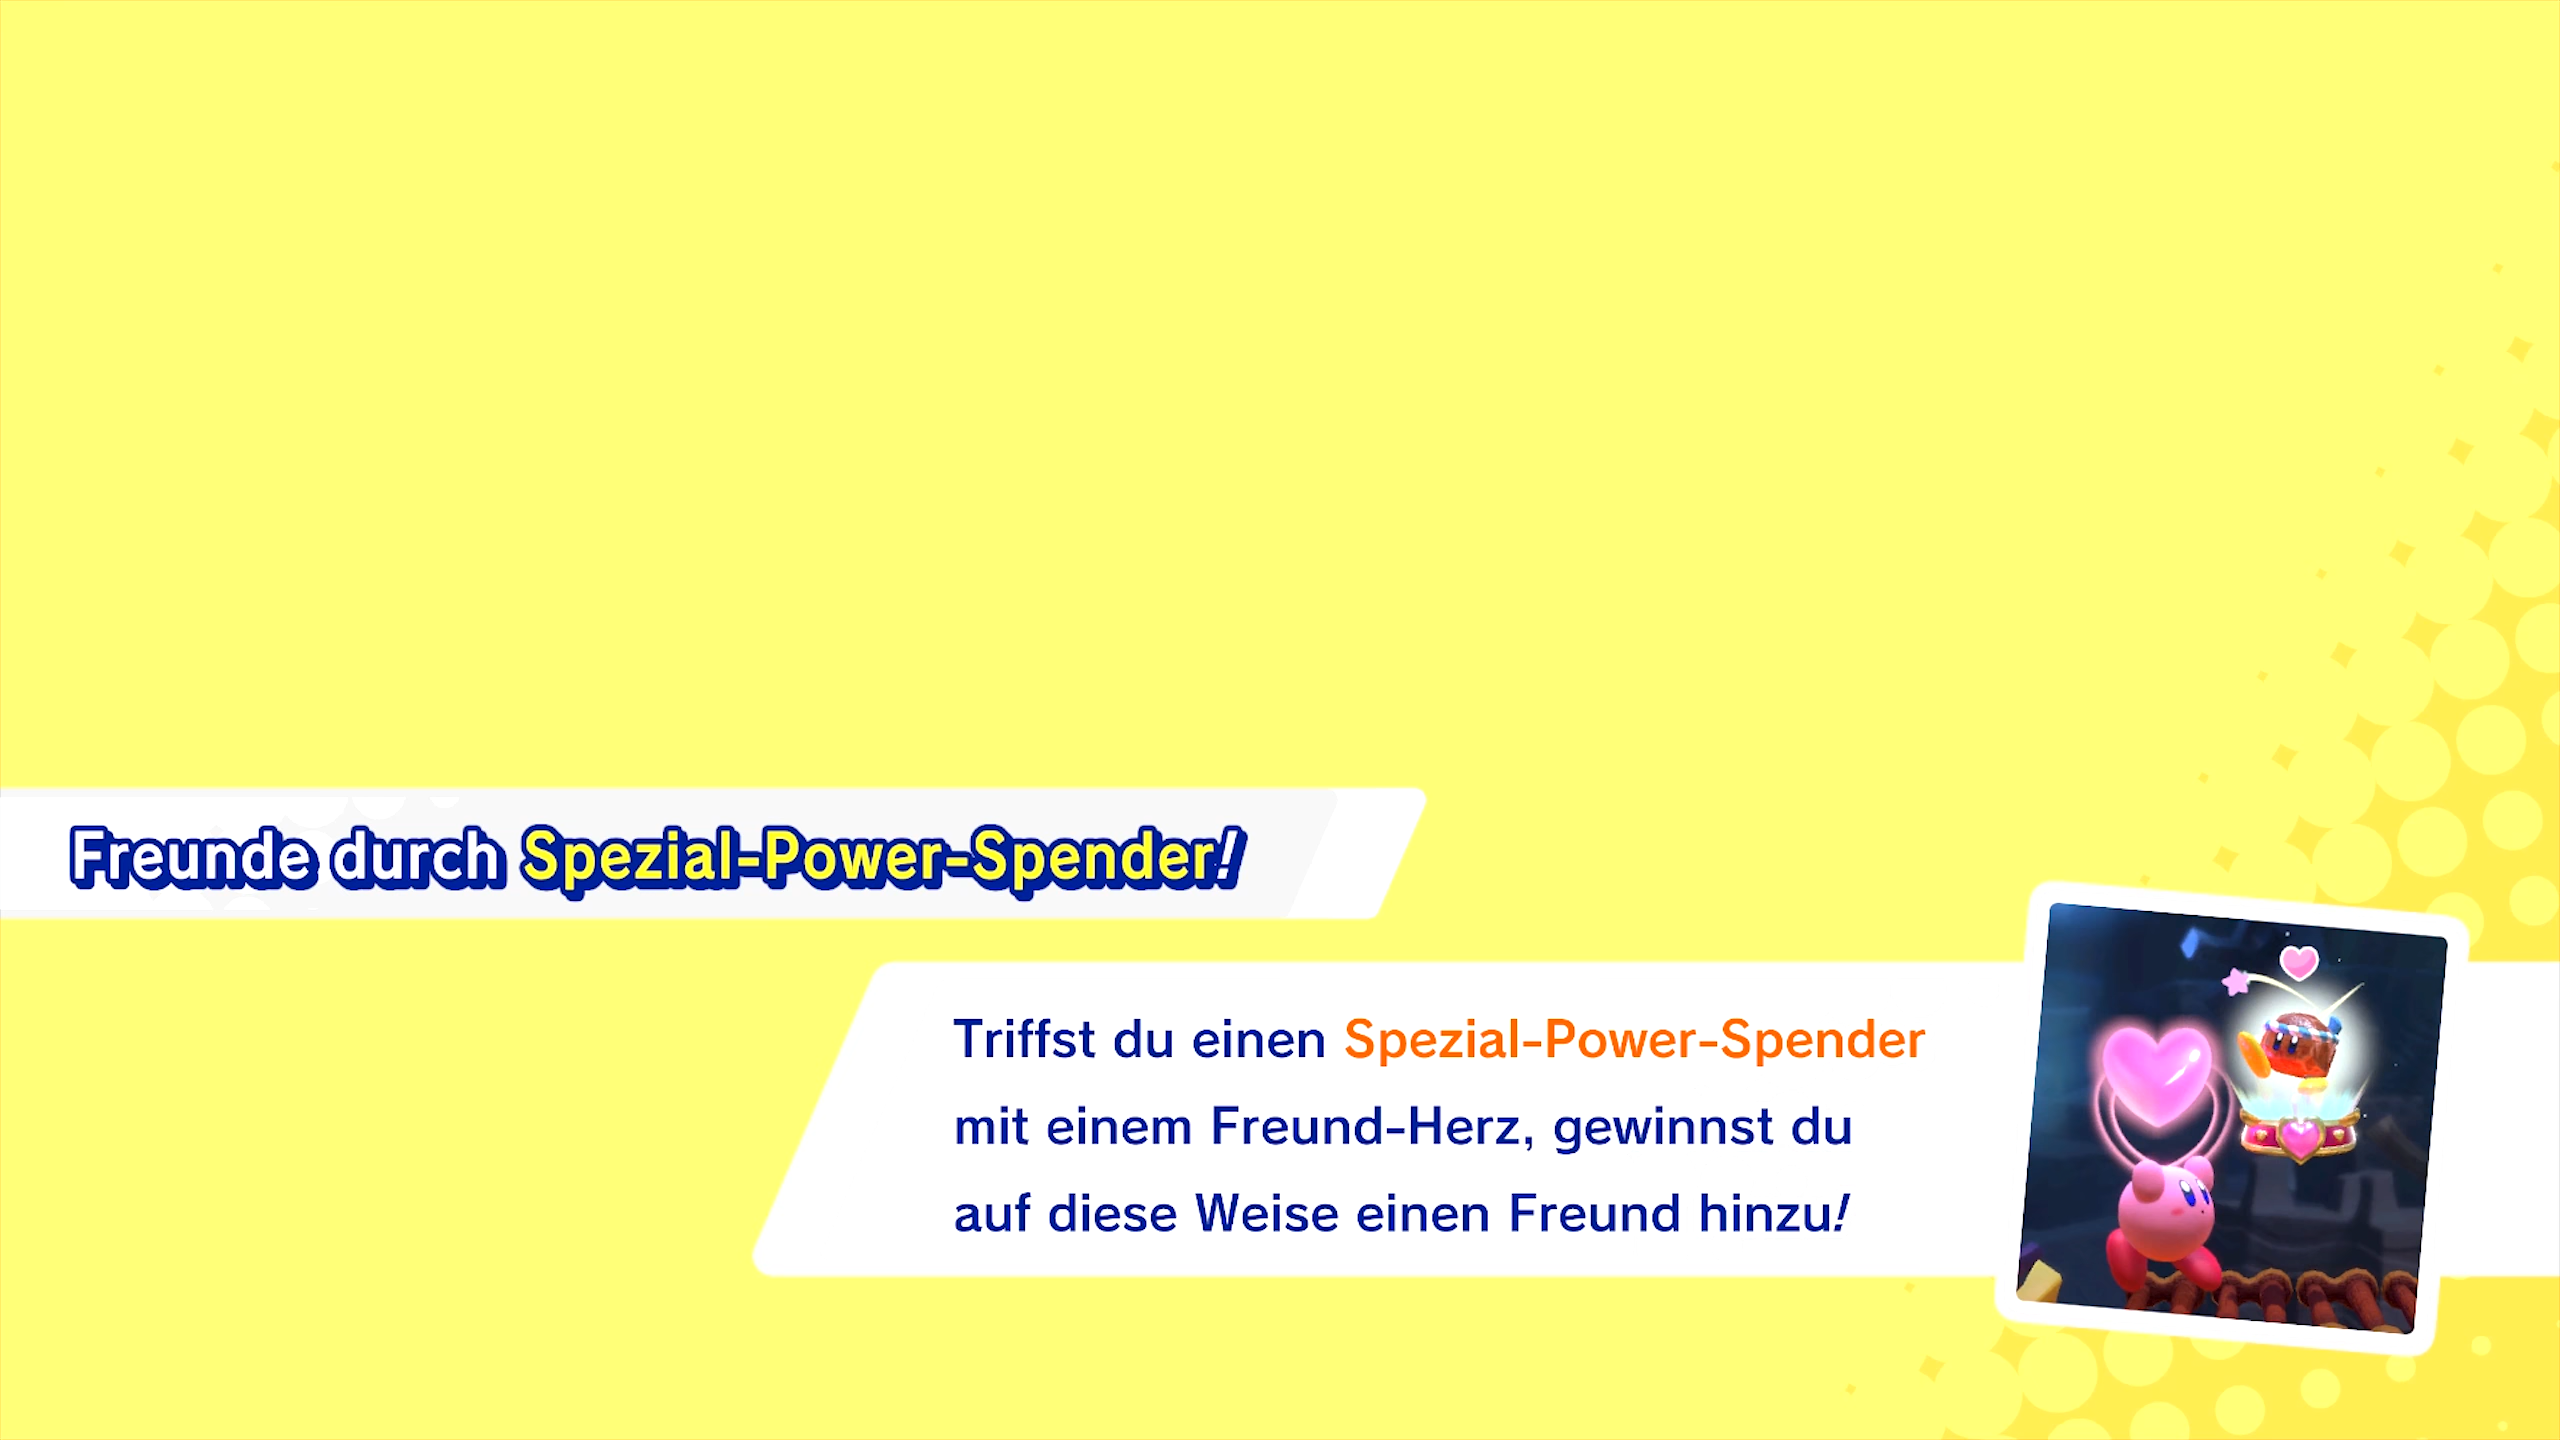 Freunde durch Spezial-Power-Spender!
Triffst du einen Spezial-Power-Spender
mit einem Freund-Herz, gewinnst du
auf diese Weise einen Freund hinzu!